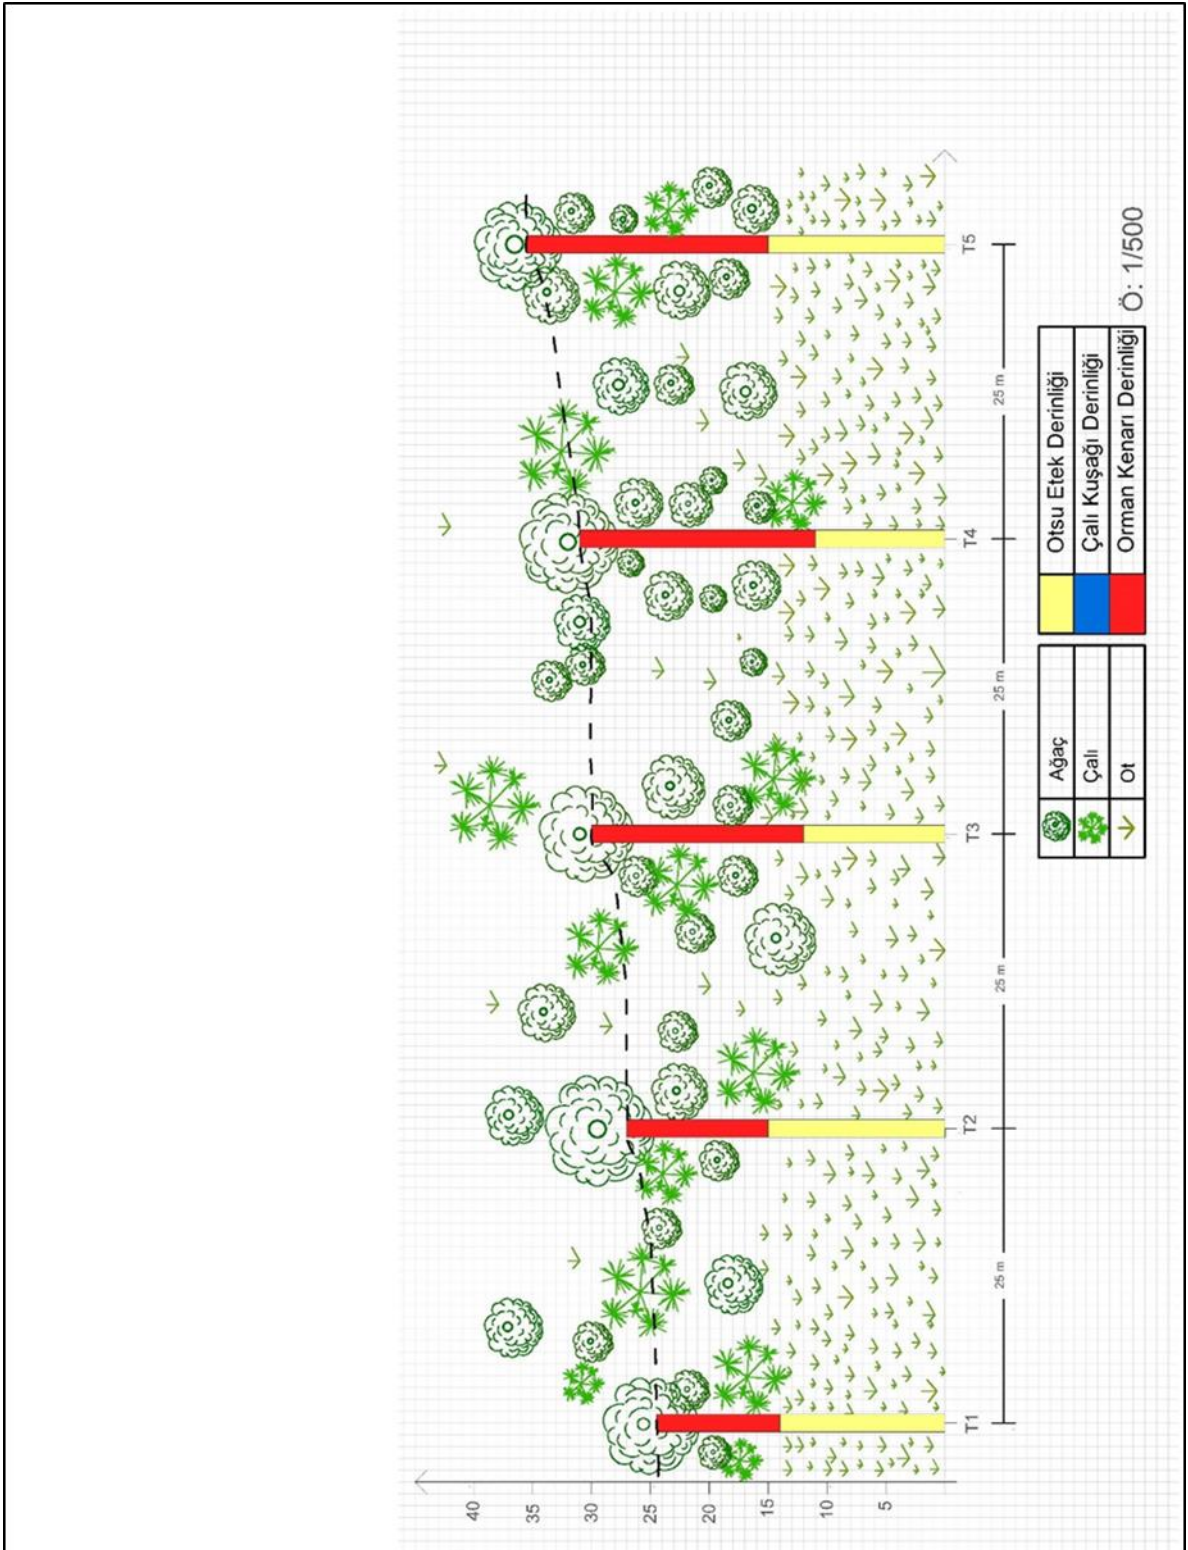 40
35
30
25
20
15
10
5
T1
T2
T3
T4
T5
25 m
25 m
25 m
25 m
Ağaç
Çalı
Ot
Otsu Etek Derinliği
Çalı Kuşağı Derinliği
Orman Kenarı Derinliği
Ö: 1/500